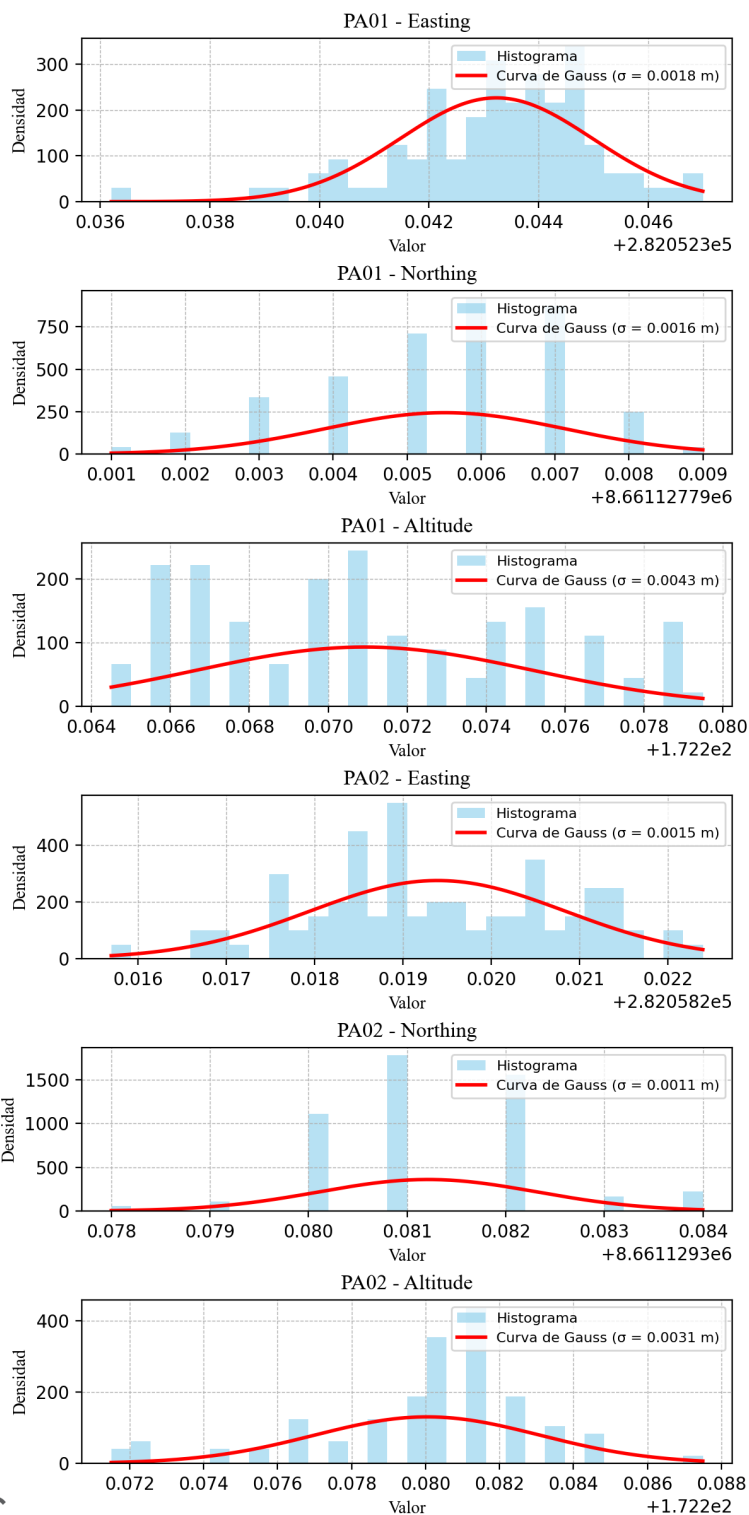 PA01 - Easting
Densidad
300
200
100
0
Histograma
Curva de Gauss (σ = 0.0018 m)
0.036 0.038 0.040 0.042 0.044 0.046
Valor
+2.820523e5
PA01 - Northing
Densidad
750
500
250
0
Histograma
Curva de Gauss (σ = 0.0016 m)
0.001 0.002 0.003 0.004 0.005 0.006 0.007 0.008 0.009
Valor
+8.66112779e6
PA01 - Altitude
Densidad
200
100
0
Histograma
Curva de Gauss (σ = 0.0043 m)
0.064 0.066 0.068 0.070 0.072 0.074 0.076 0.078 0.080
Valor
+1.722e2
PA02 - Easting
Densidad
400
200
0
Histograma
Curva de Gauss (σ = 0.0015 m)
0.016 0.017 0.018 0.019 0.020 0.021 0.022
Valor
+2.820582e5
PA02 - Northing
Densidad
1500
1000
500
0
Histograma
Curva de Gauss (σ = 0.0011 m)
0.078 0.079 0.080 0.081 0.082 0.083 0.084
Valor
+8.6611293e6
PA02 - Altitude
Densidad
400
200
0
Histograma
Curva de Gauss (σ = 0.0031 m)
0.072 0.074 0.076 0.078 0.080 0.082 0.084 0.086 0.088
Valor
+1.722e2